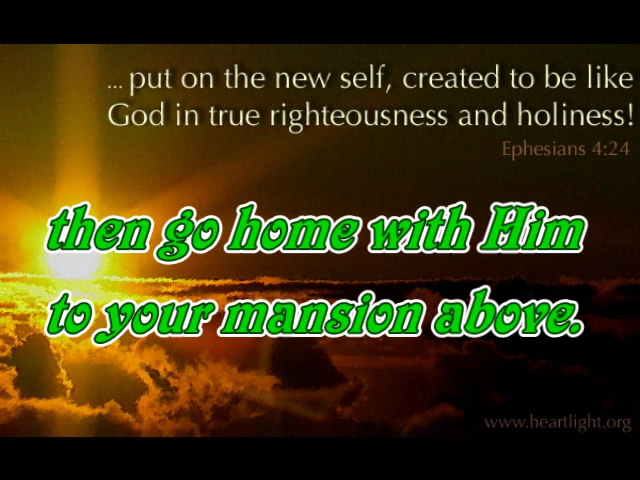 ... put on the new self, created to be like
God in true righteousness and holiness!
Ephesians 4:24
then go home with Him
to your mansion above.
www.heartlight.org